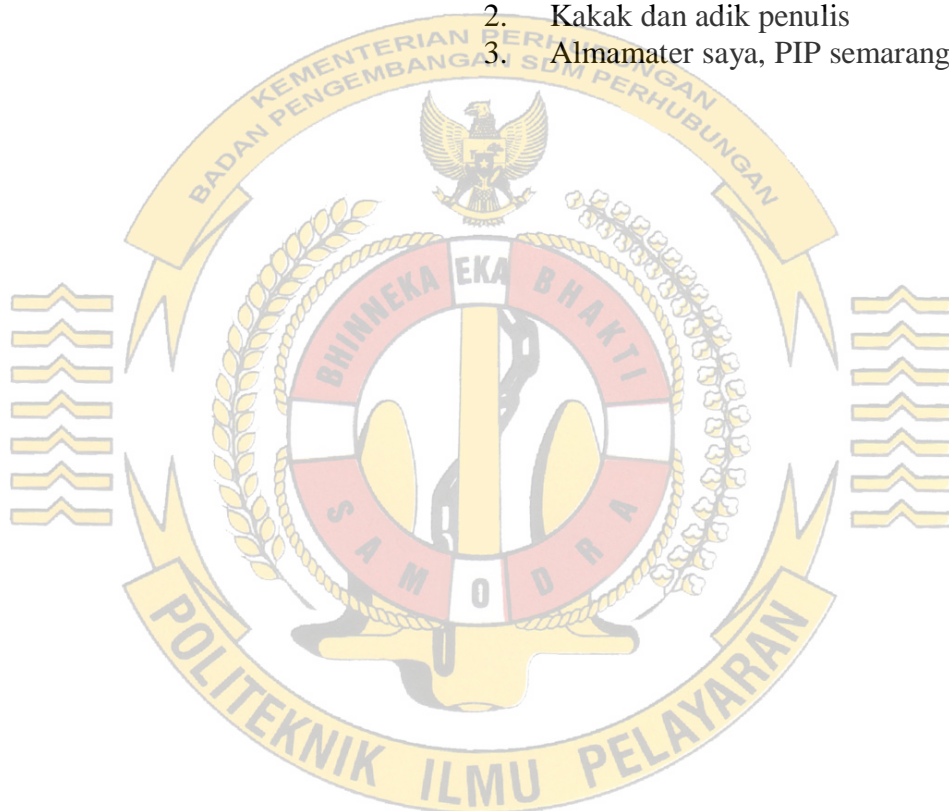 2. Kakak dan adik penulis
3. Almamater saya, PIP semarang
KEMENTERIAN PERHUBUNGAN
BADAN PENGEMBANGAN SDM PERHUBUNGAN
BHINNEKA EKA BHAKTI
SAMODRA
POLITEKNIK ILMU PELAYARAN